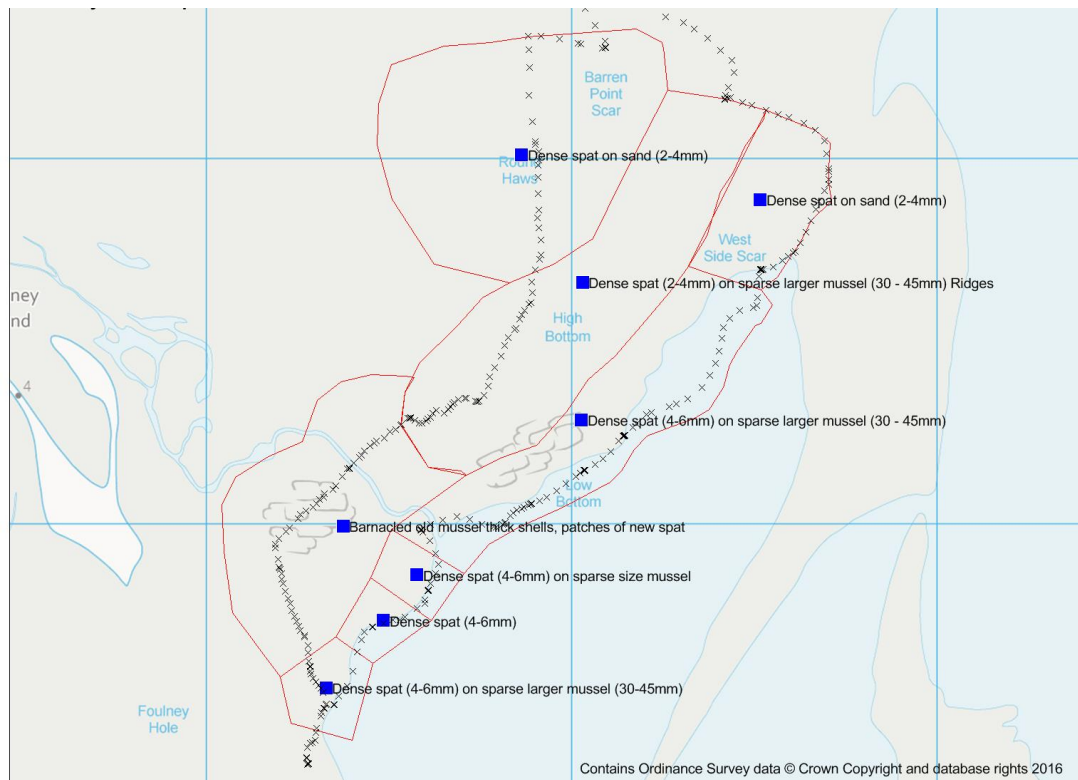 Barren
Point
Scar
Dense spat on sand (2-4mm)
Haws
Dense spat on sand (2-4mm)
West
Side Scar
Dense spat (2-4mm) on sparse larger mussel (30 - 45mm) Ridges
ney
nd
High
Bottom
4
Dense spat (4-6mm) on sparse larger mussel (30 - 45mm)
Low
Bottom
Barnacled old mussel thick shells, patches of new spat
Dense spat (4-6mm) on sparse size mussel
Dense spat (4-6mm)
Dense spat (4-6mm) on sparse larger mussel (30-45mm)
Foulney
Hole
Contains Ordinance Survey data © Crown Copyright and database rights 2016